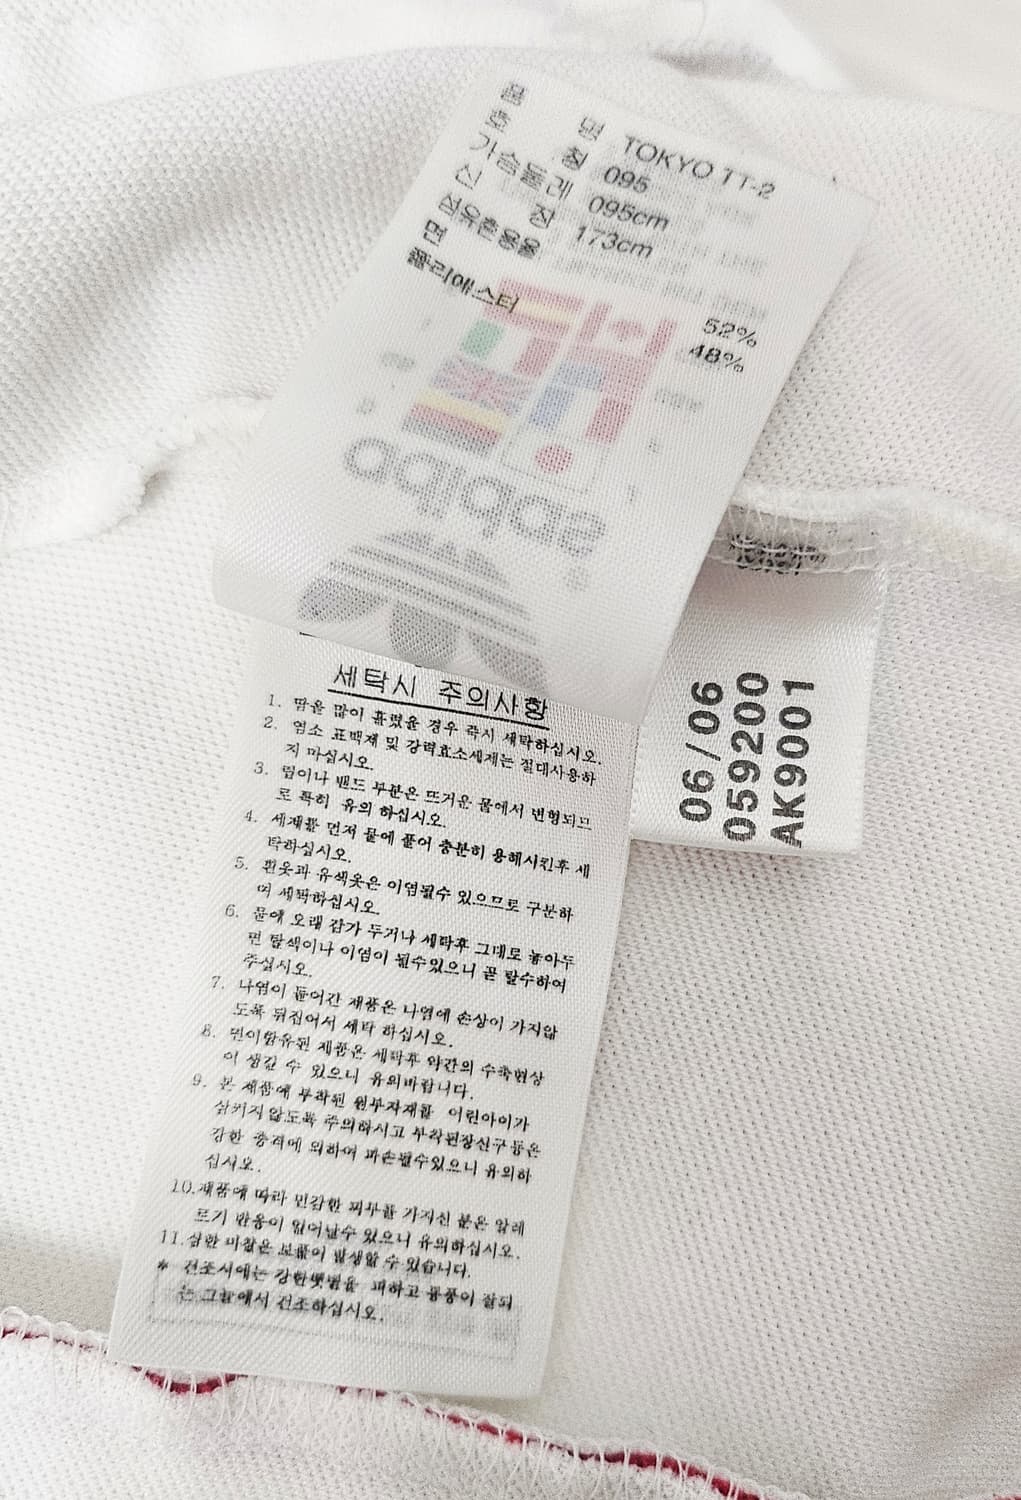 품 명 TOKYO TT-2
호 칭 095
가슴둘레 095cm
신 장 173cm
섬유혼용율
면 52%
폴리에스터 48%
adidas
세탁시 주의사항
1. 땀을 많이 흘렸을 경우 즉시 세탁하십시오.
2. 염소 표백제 및 강력효소세제는 절대사용하
지 마십시오.
3. 립이나 밴드 부분은 뜨거운 물에서 변형되므
로 특히 유의 하십시오.
4. 세제를 먼저 물에 풀어 충분히 용해시킨후 세
탁하십시오.
5. 흰옷과 유색옷은 이염될수 있으므로 구분하
여 세탁하십시오.
6. 물에 오래 담가 두거나 세탁후 그대로 놓아두
면 탈색이나 이염이 될수있으니 꼭 탈수하여
주십시오.
7. 나염이 들어간 제품은 나염에 손상이 가지않
도록 뒤집어서 세탁 하십시오.
8. 면이함유된 제품은 세탁후 약간의 수축현상
이 생길 수 있으니 유의바랍니다.
9. 본 제품에 부착된 원부자재를 어린아이가
삼키지않도록 주의하시고 부착된장신구등은
강한 충격에 의하여 파손될수있으니 유의하
십시오.
10.제품에 따라 민감한 피부를 가지신 분은 알레
르기 반응이 일어날수 있으니 유의하십시오.
11.심한 마찰은 보풀이 발생할 수 있습니다.
* 건조시에는 강한햇빛을 피하고 통풍이 잘되
는 그늘에서 건조하십시오.
06/06
059200
AK9001